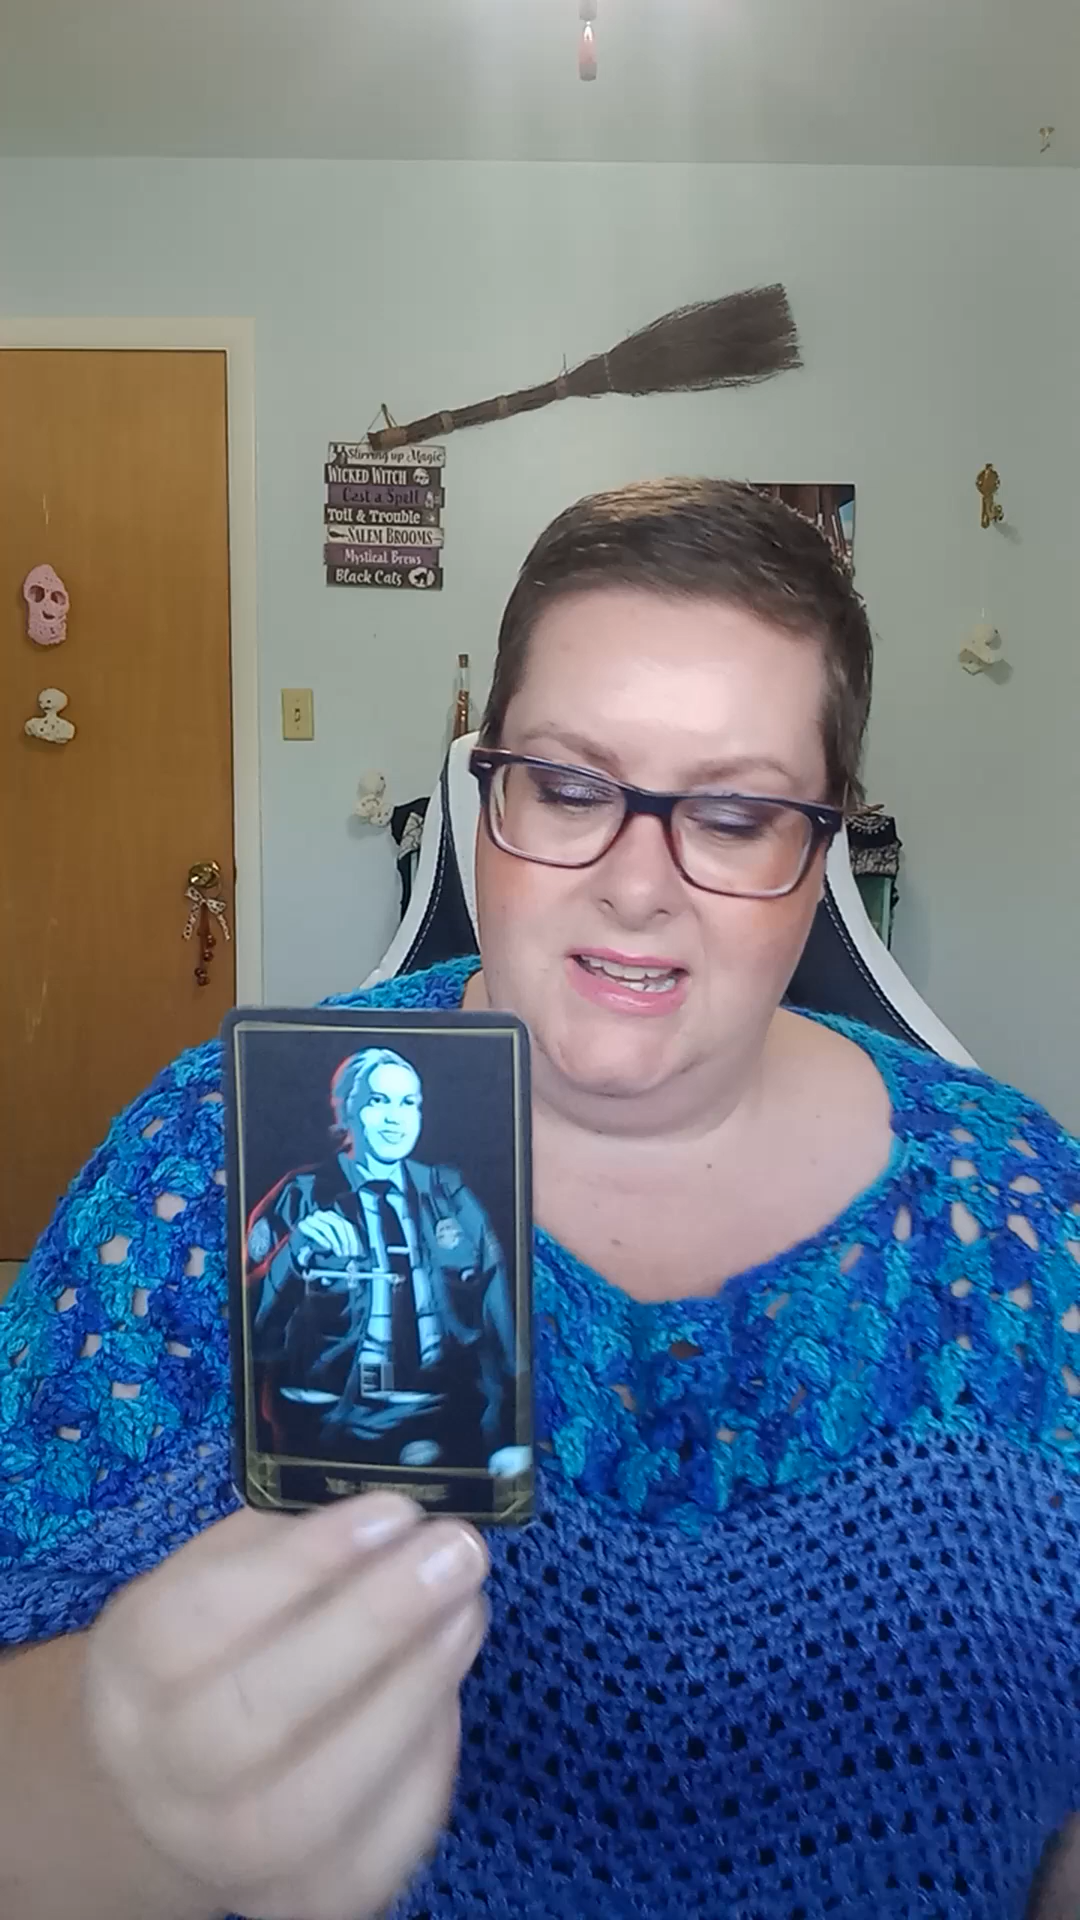 Stirring up Magic
WICKED WITCH
Cast a Spell
Toil & Trouble
SALEM BROOMS
Mystical Brews
Black Cats